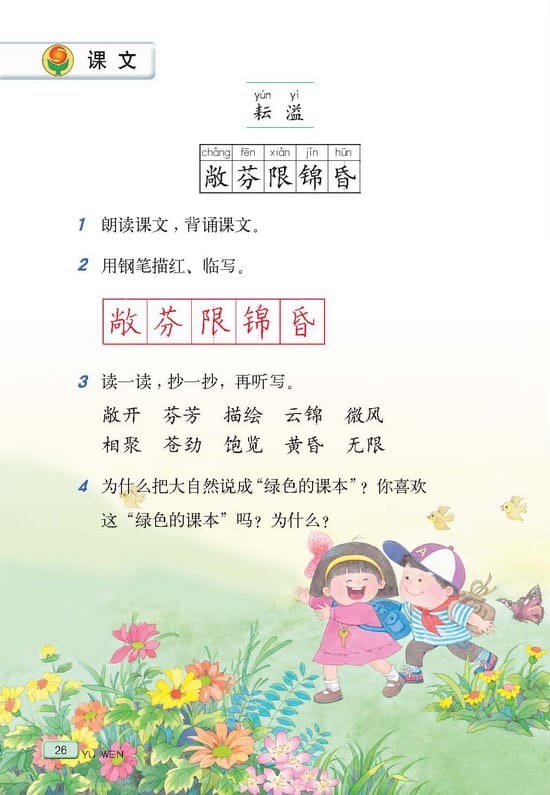 课文
yún yì
耘 溢
chǎng fēn xiàn jǐn hūn
敞芬限锦昏
1 朗读课文，背诵课文。
2 用钢笔描红、临写。
敞芬限锦昏
3 读一读，抄一抄，再听写。
敞开 芬芳 描绘 云锦 微风
相聚 苍劲 饱览 黄昏 无限
4 为什么把大自然说成“绿色的课本”？你喜欢
这“绿色的课本”吗？为什么？
A
26
YU WEN